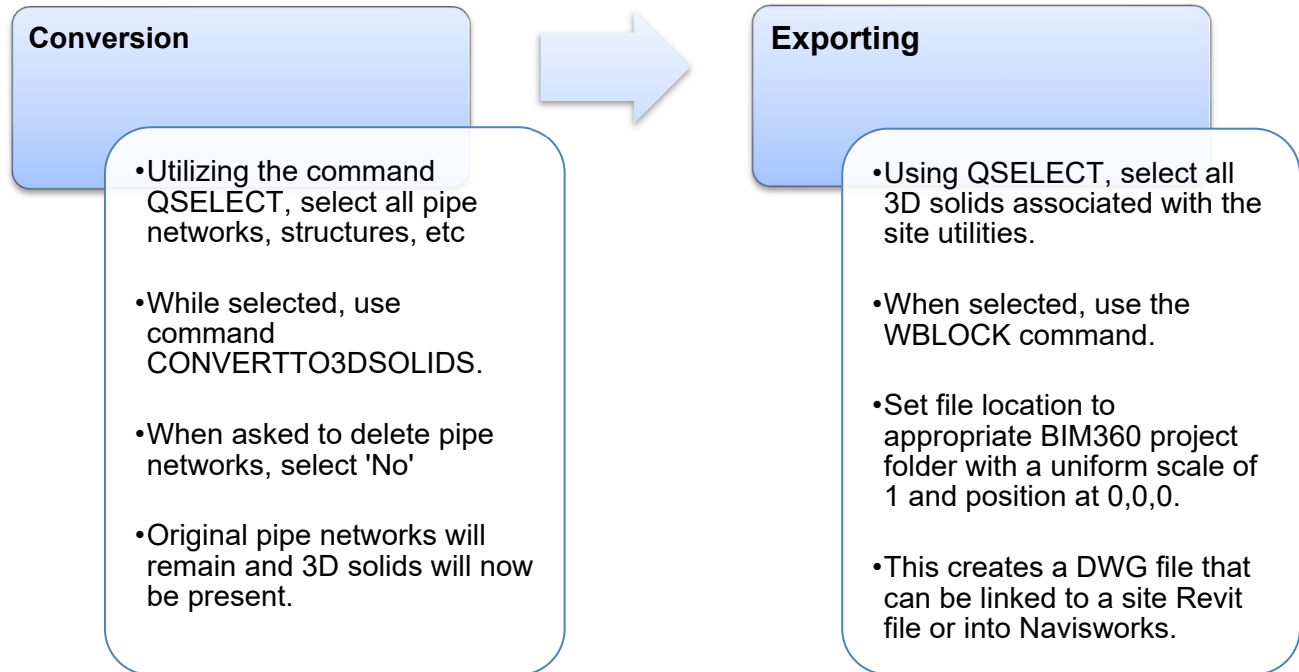 Conversion
•Utilizing the command
QSELECT, select all pipe
networks, structures, etc
•While selected, use
command
CONVERTTO3DSOLIDS.
•When asked to delete pipe
networks, select 'No'
•Original pipe networks will
remain and 3D solids will now
be present.
Exporting
•Using QSELECT, select all
3D solids associated with the
site utilities.
•When selected, use the
WBLOCK command.
•Set file location to
appropriate BIM360 project
folder with a uniform scale of
1 and position at 0,0,0.
•This creates a DWG file that
can be linked to a site Revit
file or into Navisworks.